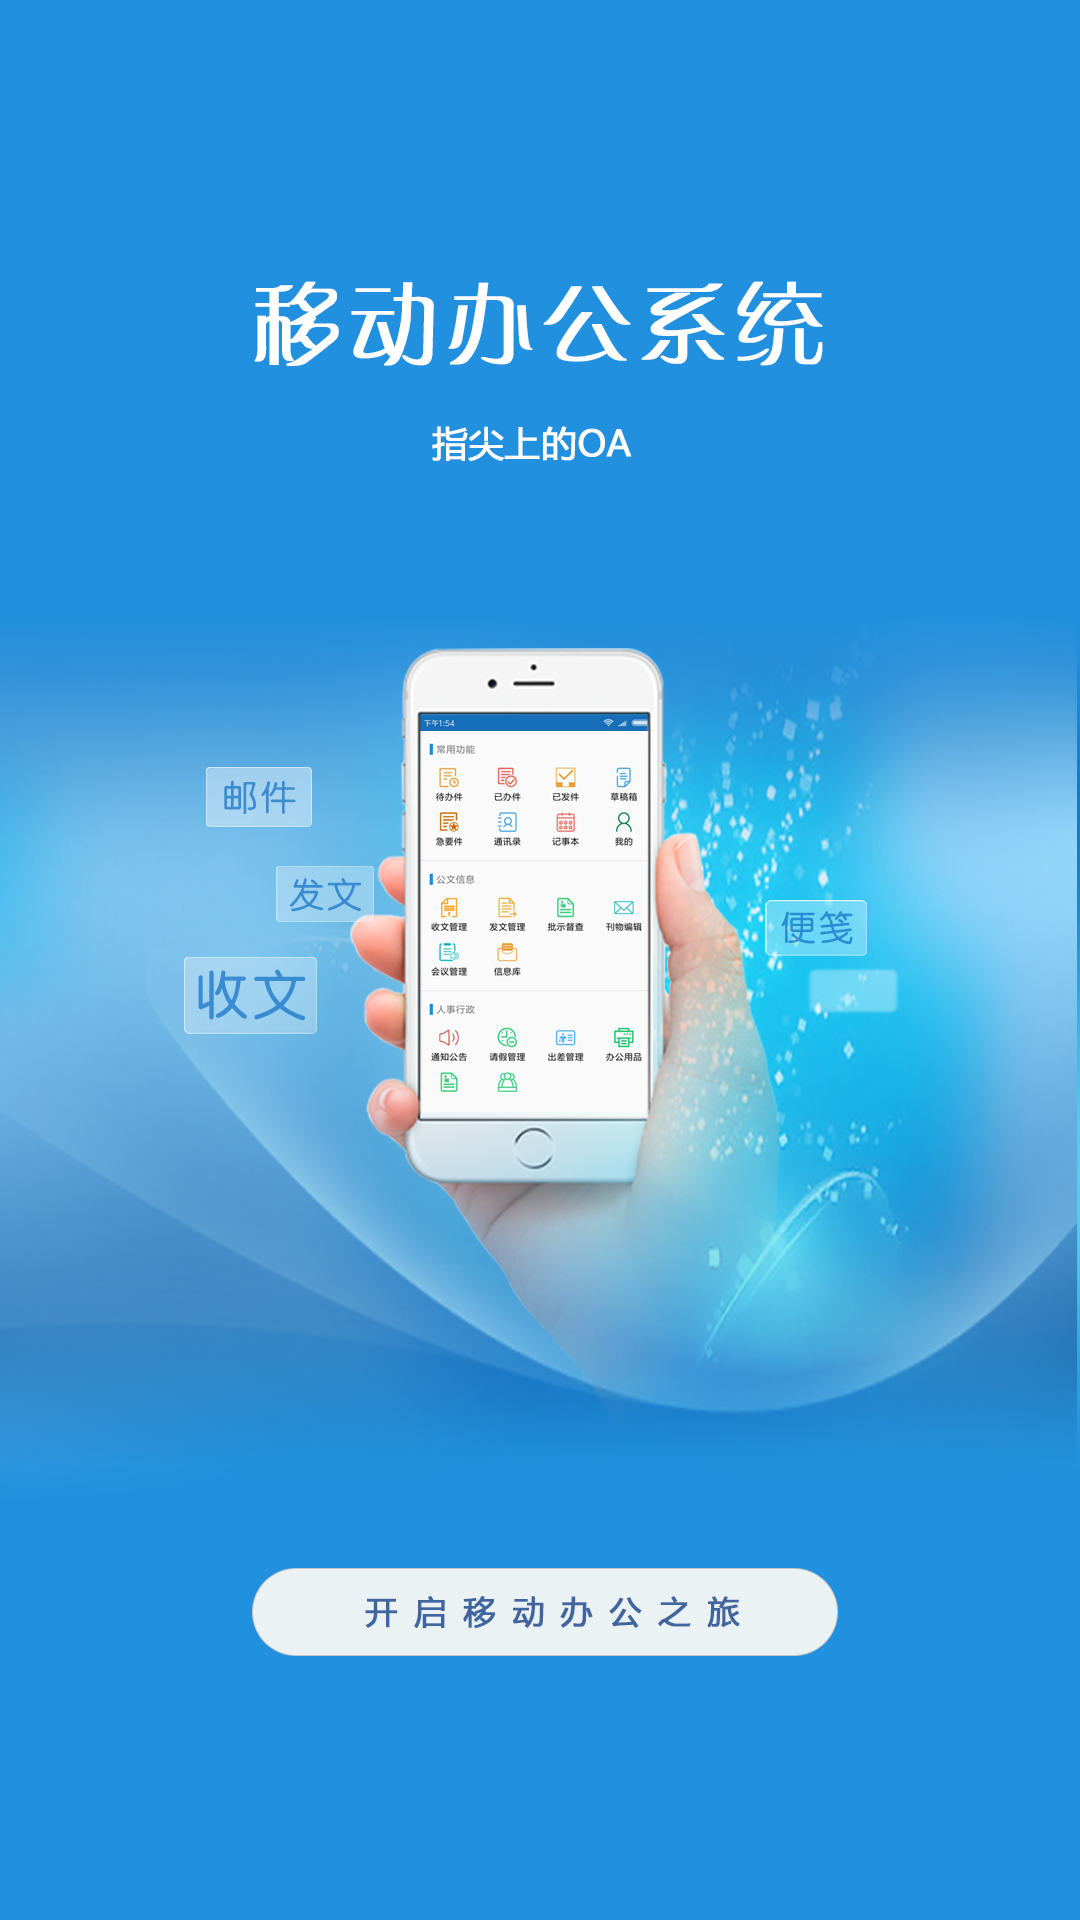 移动办公系统
指尖上的OA
下午1:54
常用功能
待办件 已办件 已发件 草稿箱
急要件 通讯录 记事本 我的
公文信息
收文管理 发文管理 批示督查 刊物编辑
会议管理 信息库
人事行政
通知公告 请假管理 出差管理 办公用品
邮件
发文
收文
便笺
开启移动办公之旅